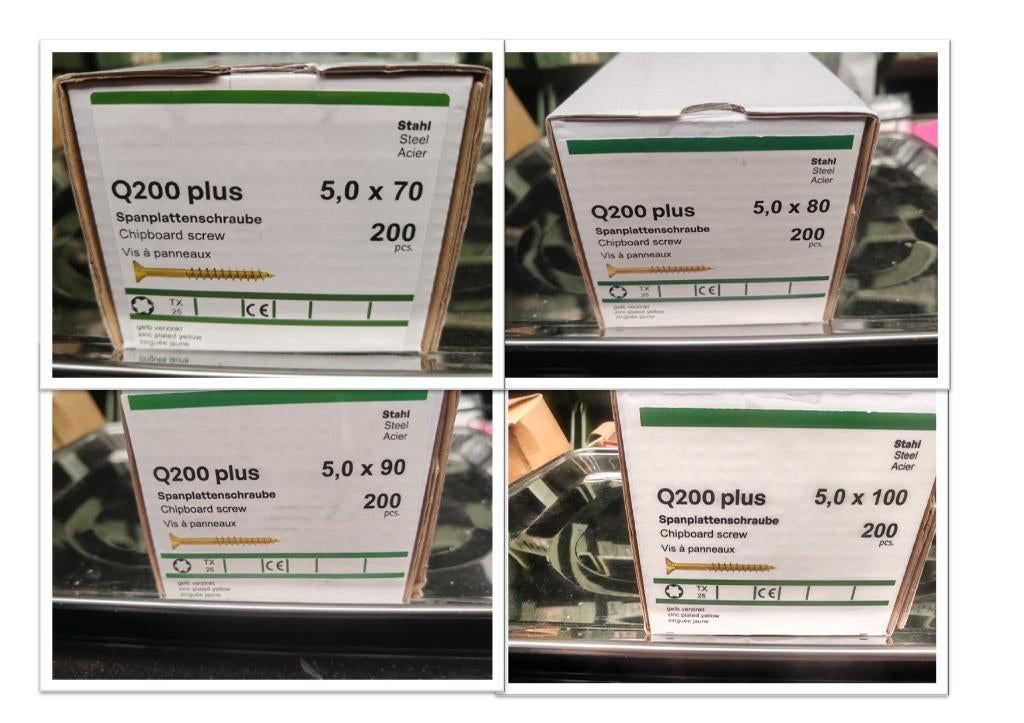 Stahl
Steel
Acier
Q200 plus 5,0 x 70
Spanplattenschraube
Chipboard screw
200
pcs.
Vis à panneaux
TX
25
CE
gelb verzinkt
zinc plated yellow
zinguée jaune
Stahl
Steel
Acier
Q200 plus 5,0 x 80
Spanplattenschraube
Chipboard screw
200
pcs.
Vis à panneaux
TX
25
CE
gelb verzinkt
zinc plated yellow
zinguée jaune
Stahl
Steel
Acier
Q200 plus 5,0 x 90
Spanplattenschraube
Chipboard screw
200
pcs.
Vis à panneaux
TX
25
CE
gelb verzinkt
zinc plated yellow
zinguée jaune
Stahl
Steel
Acier
Q200 plus 5,0 x 100
Spanplattenschraube
Chipboard screw
200
pcs.
Vis à panneaux
TX
25
CE
gelb verzinkt
zinc plated yellow
zinguée jaune